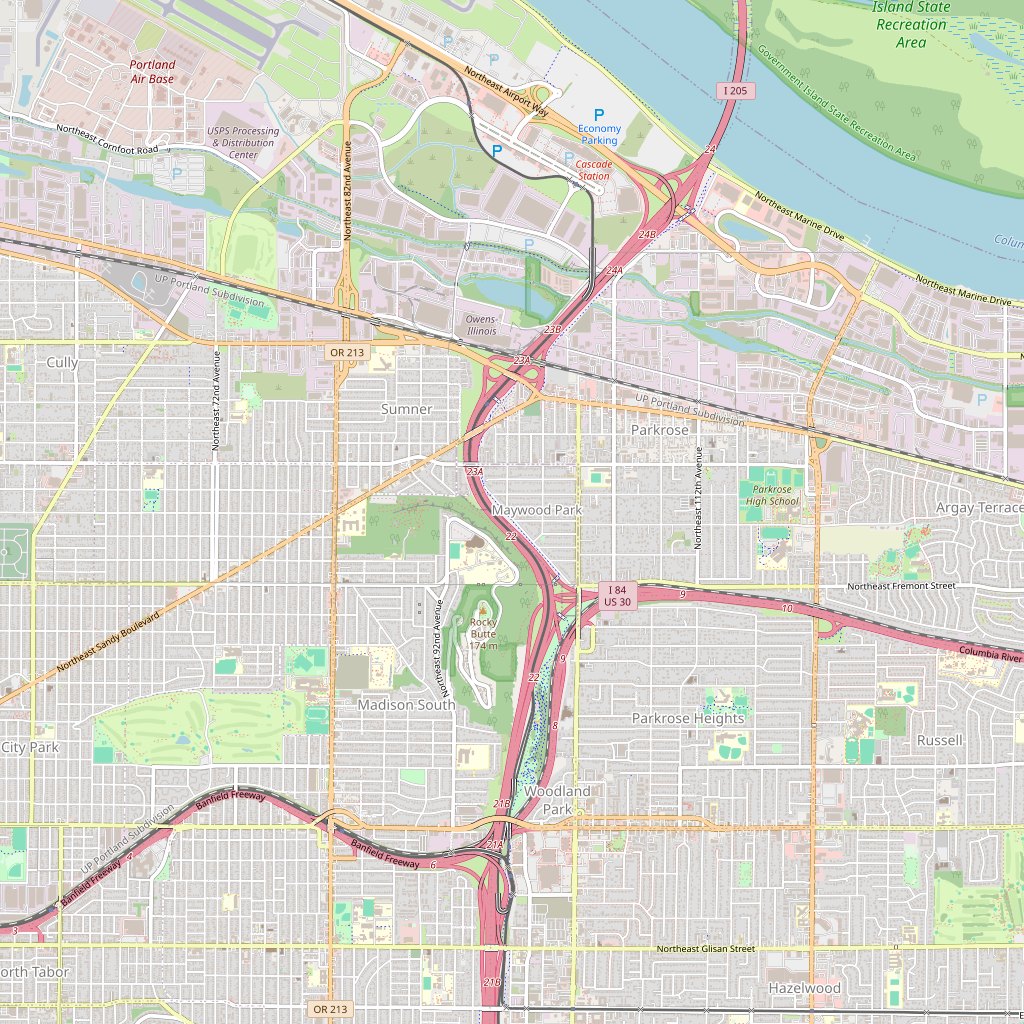 Island State
Recreation
Area
Portland
Air Base
Northeast Airport Way
Government Island State Recreation Area
I 205
P
P
P
P
Economy
Parking
USPS Processing
& Distribution
Center
Northeast Cornfoot Road
Northeast 82nd Avenue
24
P
P
Cascade
Station
Northeast Marine Drive
24B
P
24A
Northeast Marine Drive
UP Portland Subdivision
Owens-
Illinois
23B
OR 213
23A
Cully
Northeast 72nd Avenue
Sumner
UP Portland Subdivision
P
Parkrose
23A
Northeast 112th Avenue
Parkrose
High School
Maywood Park
Argay Terrace
22
I 84
US 30
9
Northeast Fremont Street
10
Northeast Sandy Boulevard
Northeast 92nd Avenue
Rocky
Butte
174 m
9
Columbia River
22
Madison South
Parkrose Heights
8
City Park
Russell
Woodland
Park
Banfield Freeway
21B
UP Portland Subdivision
21A
Banfield Freeway
6
4
Banfield Freeway
3
Northeast Glisan Street
orth Tabor
21B
Hazelwood
OR 213